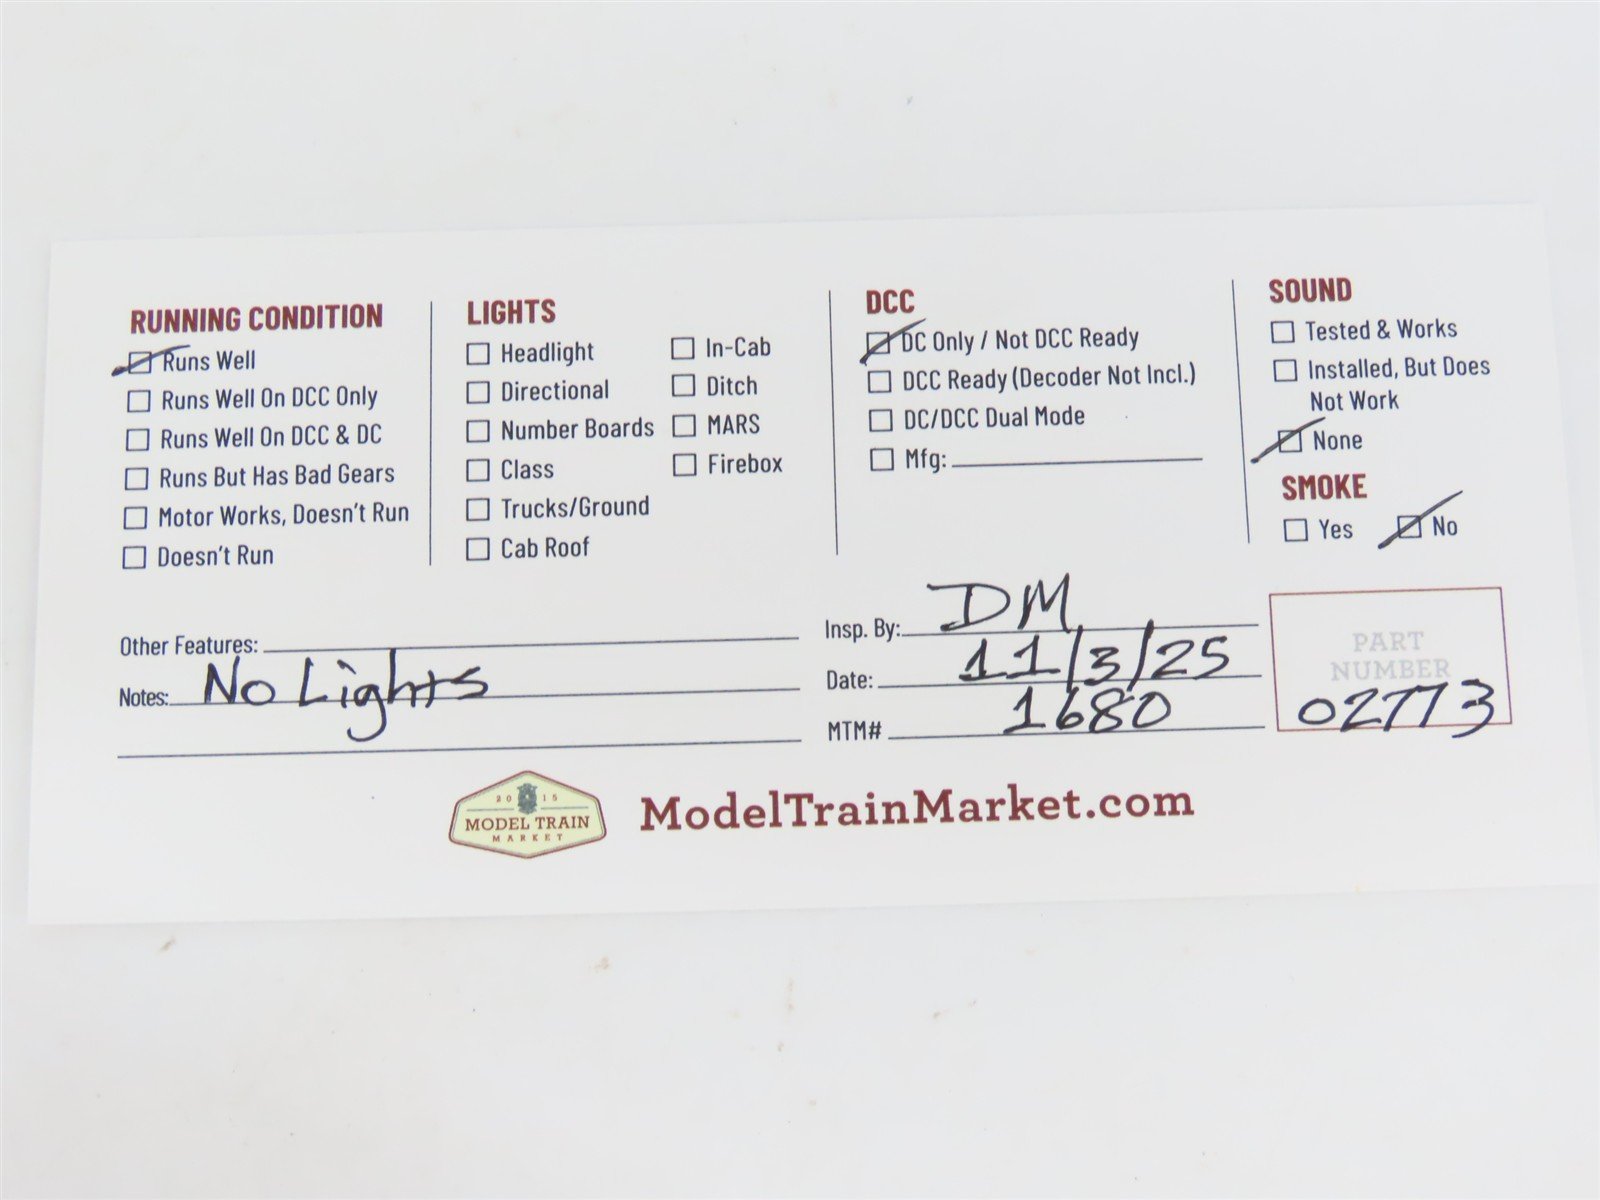 RUNNING CONDITION
Runs Well
Runs Well On DCC Only
Runs Well On DCC & DC
Runs But Has Bad Gears
Motor Works, Doesn't Run
Doesn't Run
LIGHTS
Headlight
Directional
Number Boards
Class
Trucks/Ground
Cab Roof
In-Cab
Ditch
MARS
Firebox
DCC
DC Only / Not DCC Ready
DCC Ready (Decoder Not Incl.)
DC/DCC Dual Mode
Mfg:
SOUND
Tested & Works
Installed, But Does
Not Work
None
SMOKE
Yes No
Other Features:
Notes: No Lights
Insp. By: DM
Date: 11/3/25
MTM# 1680
PART
NUMBER
02773
2015
MODEL TRAIN
MARKET
ModelTrainMarket.com